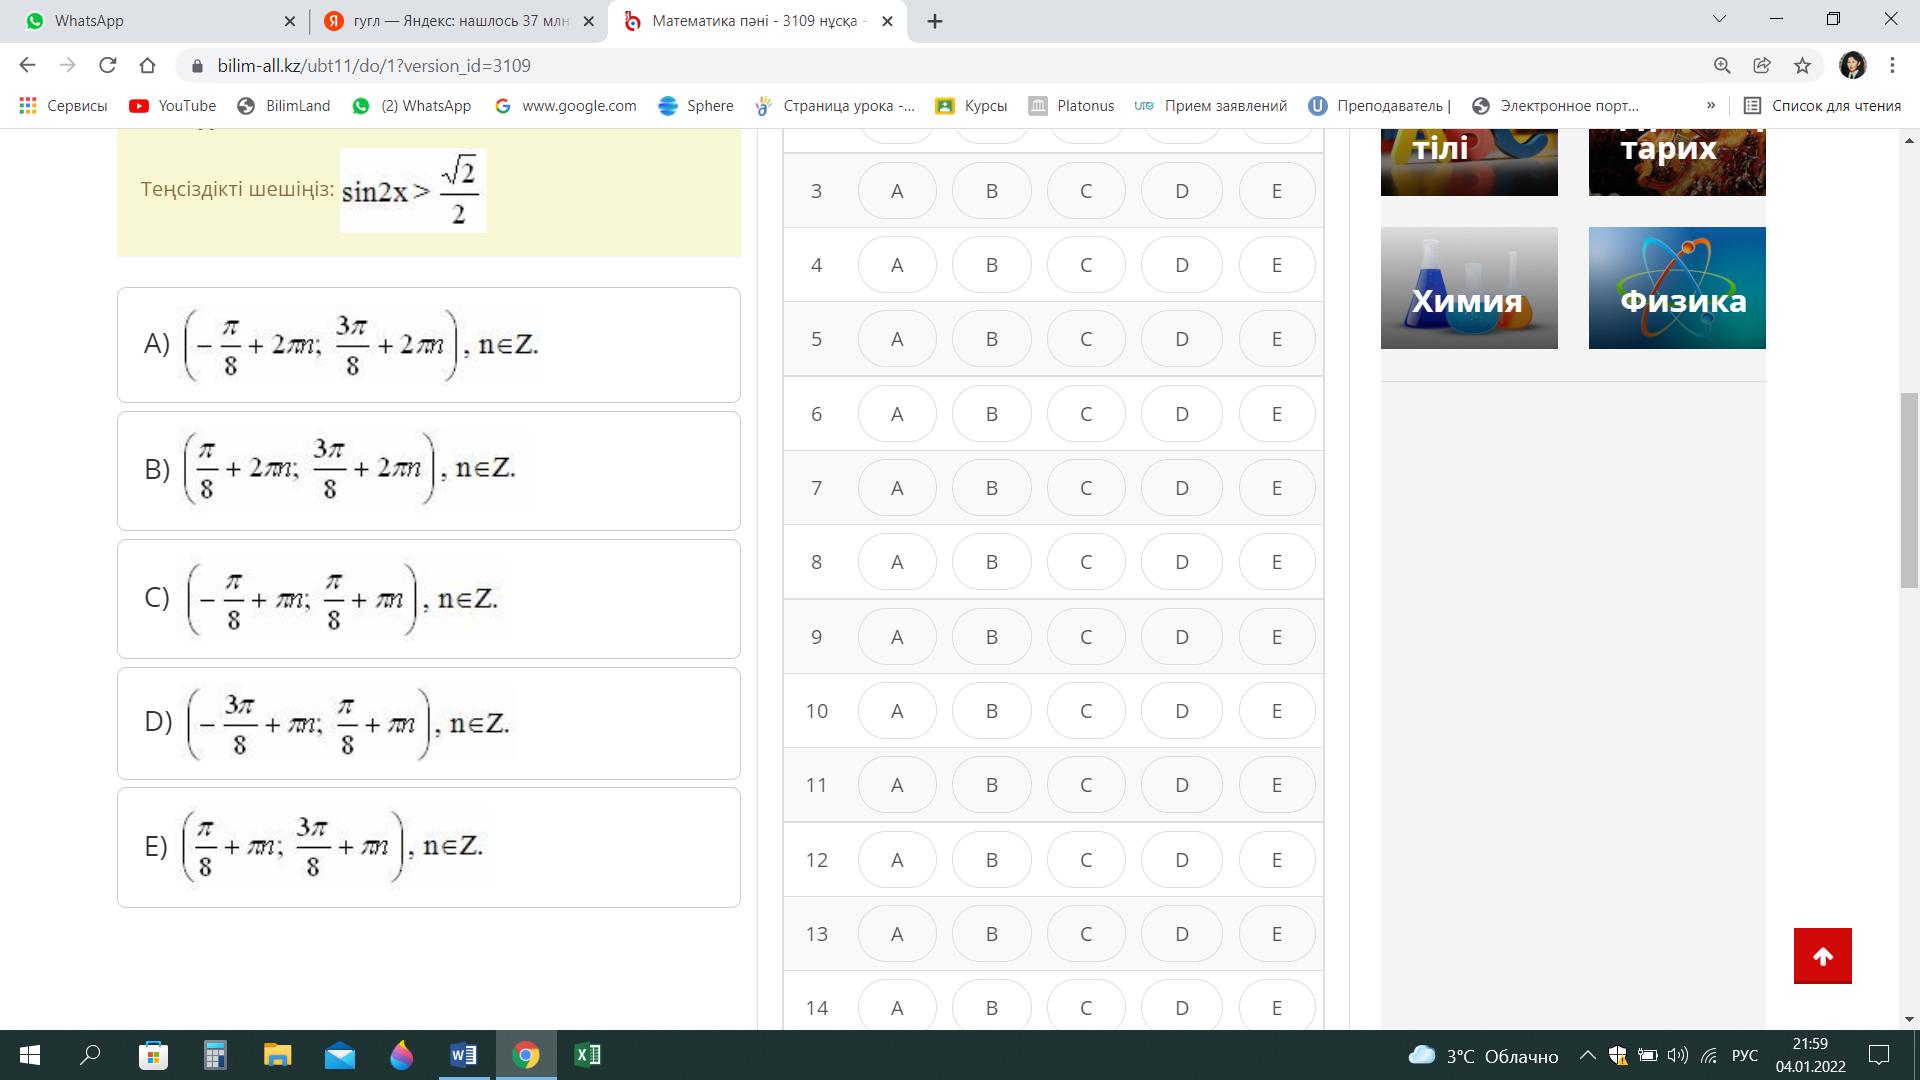 WhatsApp
гугл — Яндекс: нашлось 37 млн
Математика пәні - 3109 нұсқа -
bilim-all.kz/ubt11/do/1?version_id=3109
Сервисы YouTube BilimLand (2) WhatsApp www.google.com Sphere Страница урока -... Курсы Platonus Прием заявлений Преподаватель | Электронное порт... » Список для чтения
Теңсіздікті шешіңіз: sin2x > √2/2
A) (-π/8 + 2πn; 3π/8 + 2πn), n∈Z.
B) (π/8 + 2πn; 3π/8 + 2πn), n∈Z.
C) (-π/8 + πn; π/8 + πn), n∈Z.
D) (-3π/8 + πn; π/8 + πn), n∈Z.
E) (π/8 + πn; 3π/8 + πn), n∈Z.
3 A B C D E
4 A B C D E
5 A B C D E
6 A B C D E
7 A B C D E
8 A B C D E
9 A B C D E
10 A B C D E
11 A B C D E
12 A B C D E
13 A B C D E
14 A B C D E
тілі
тарих
Химия
Физика
3°C Облачно
РУС
21:59
04.01.2022